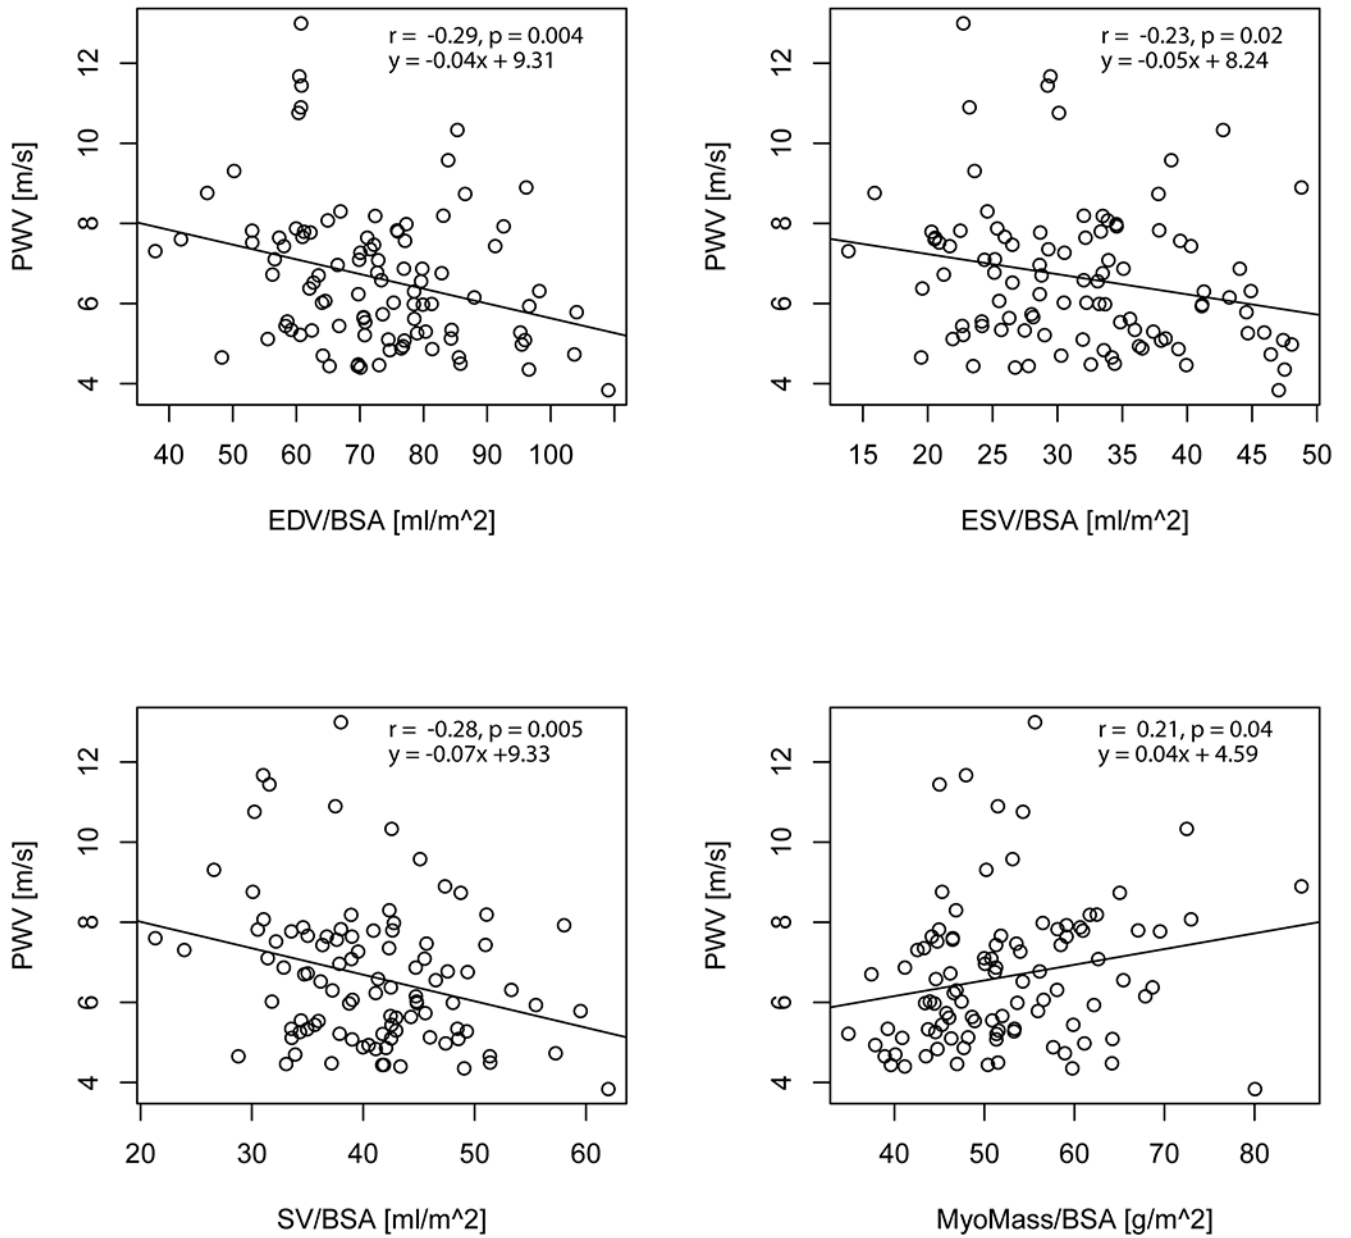 r = -0.29, p = 0.004
y = -0.04x + 9.31
12
10
8
6
4
PWV [m/s]
40 50 60 70 80 90 100
EDV/BSA [ml/m^2]
r = -0.23, p = 0.02
y = -0.05x + 8.24
12
10
8
6
4
PWV [m/s]
15 20 25 30 35 40 45 50
ESV/BSA [ml/m^2]
r = -0.28, p = 0.005
y = -0.07x +9.33
12
10
8
6
4
PWV [m/s]
20 30 40 50 60
SV/BSA [ml/m^2]
r = 0.21, p = 0.04
y = 0.04x + 4.59
12
10
8
6
4
PWV [m/s]
40 50 60 70 80
MyoMass/BSA [g/m^2]